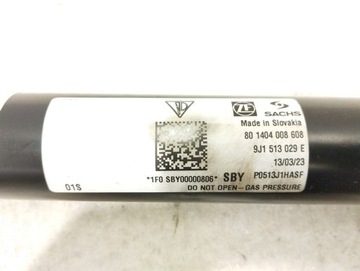 ZF SACHS
Made in Slovakia
80 1404 008 608
9J1 513 029 E
13/03/23
*1F0 SBY00000806* SBY P0513J1HASF
01S DO NOT OPEN-GAS PRESSURE